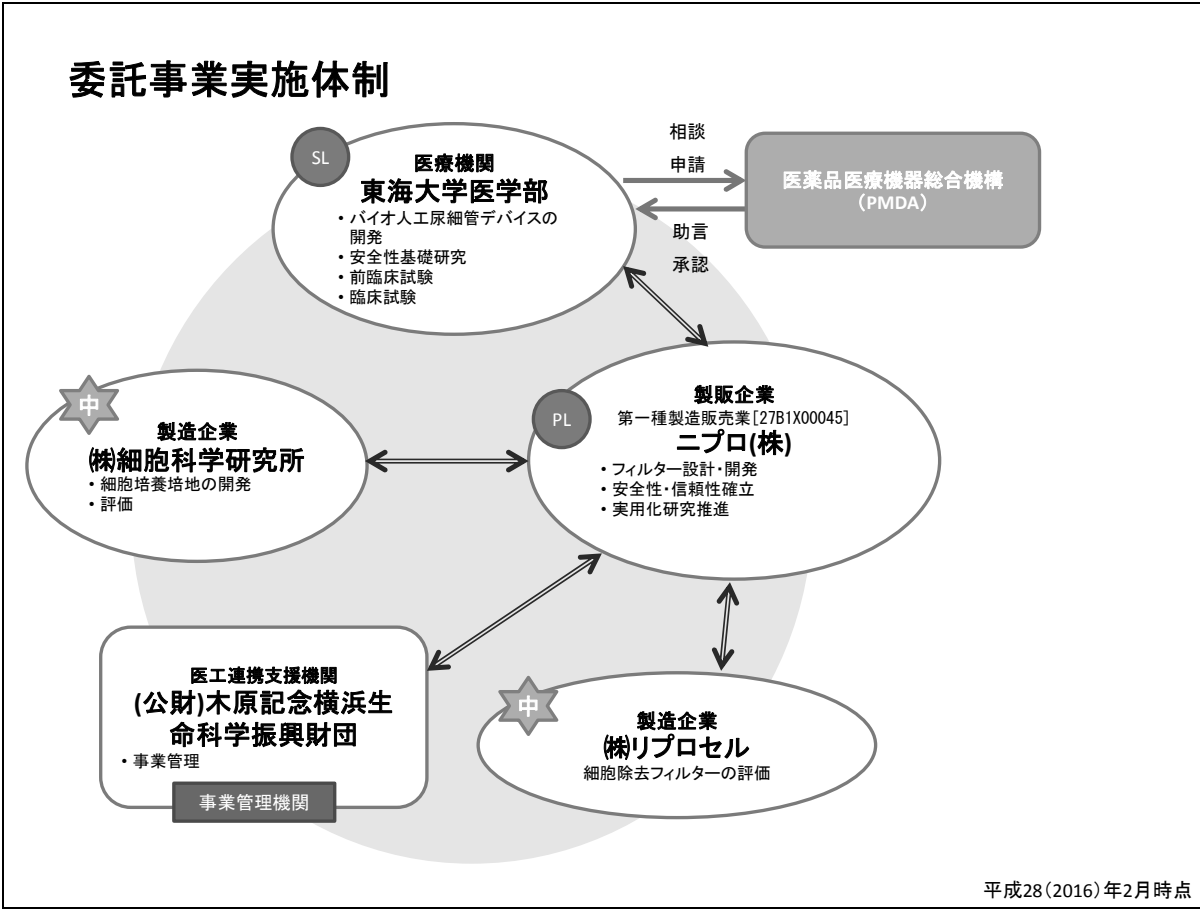 委託事業実施体制
SL
医療機関
東海大学医学部
・バイオ人工尿細管デバイスの
開発
・安全性基礎研究
・前臨床試験
・臨床試験
相談
申請
助言
承認
医薬品医療機器総合機構
（PMDA）
中
製造企業
㈱細胞科学研究所
・細胞培養培地の開発
・評価
PL
製販企業
第一種製造販売業[27B1X00045]
ニプロ(株)
・フィルター設計・開発
・安全性・信頼性確立
・実用化研究推進
医工連携支援機関
(公財)木原記念横浜生
命科学振興財団
・事業管理
事業管理機関
中
製造企業
㈱リプロセル
細胞除去フィルターの評価
平成28（2016）年2月時点